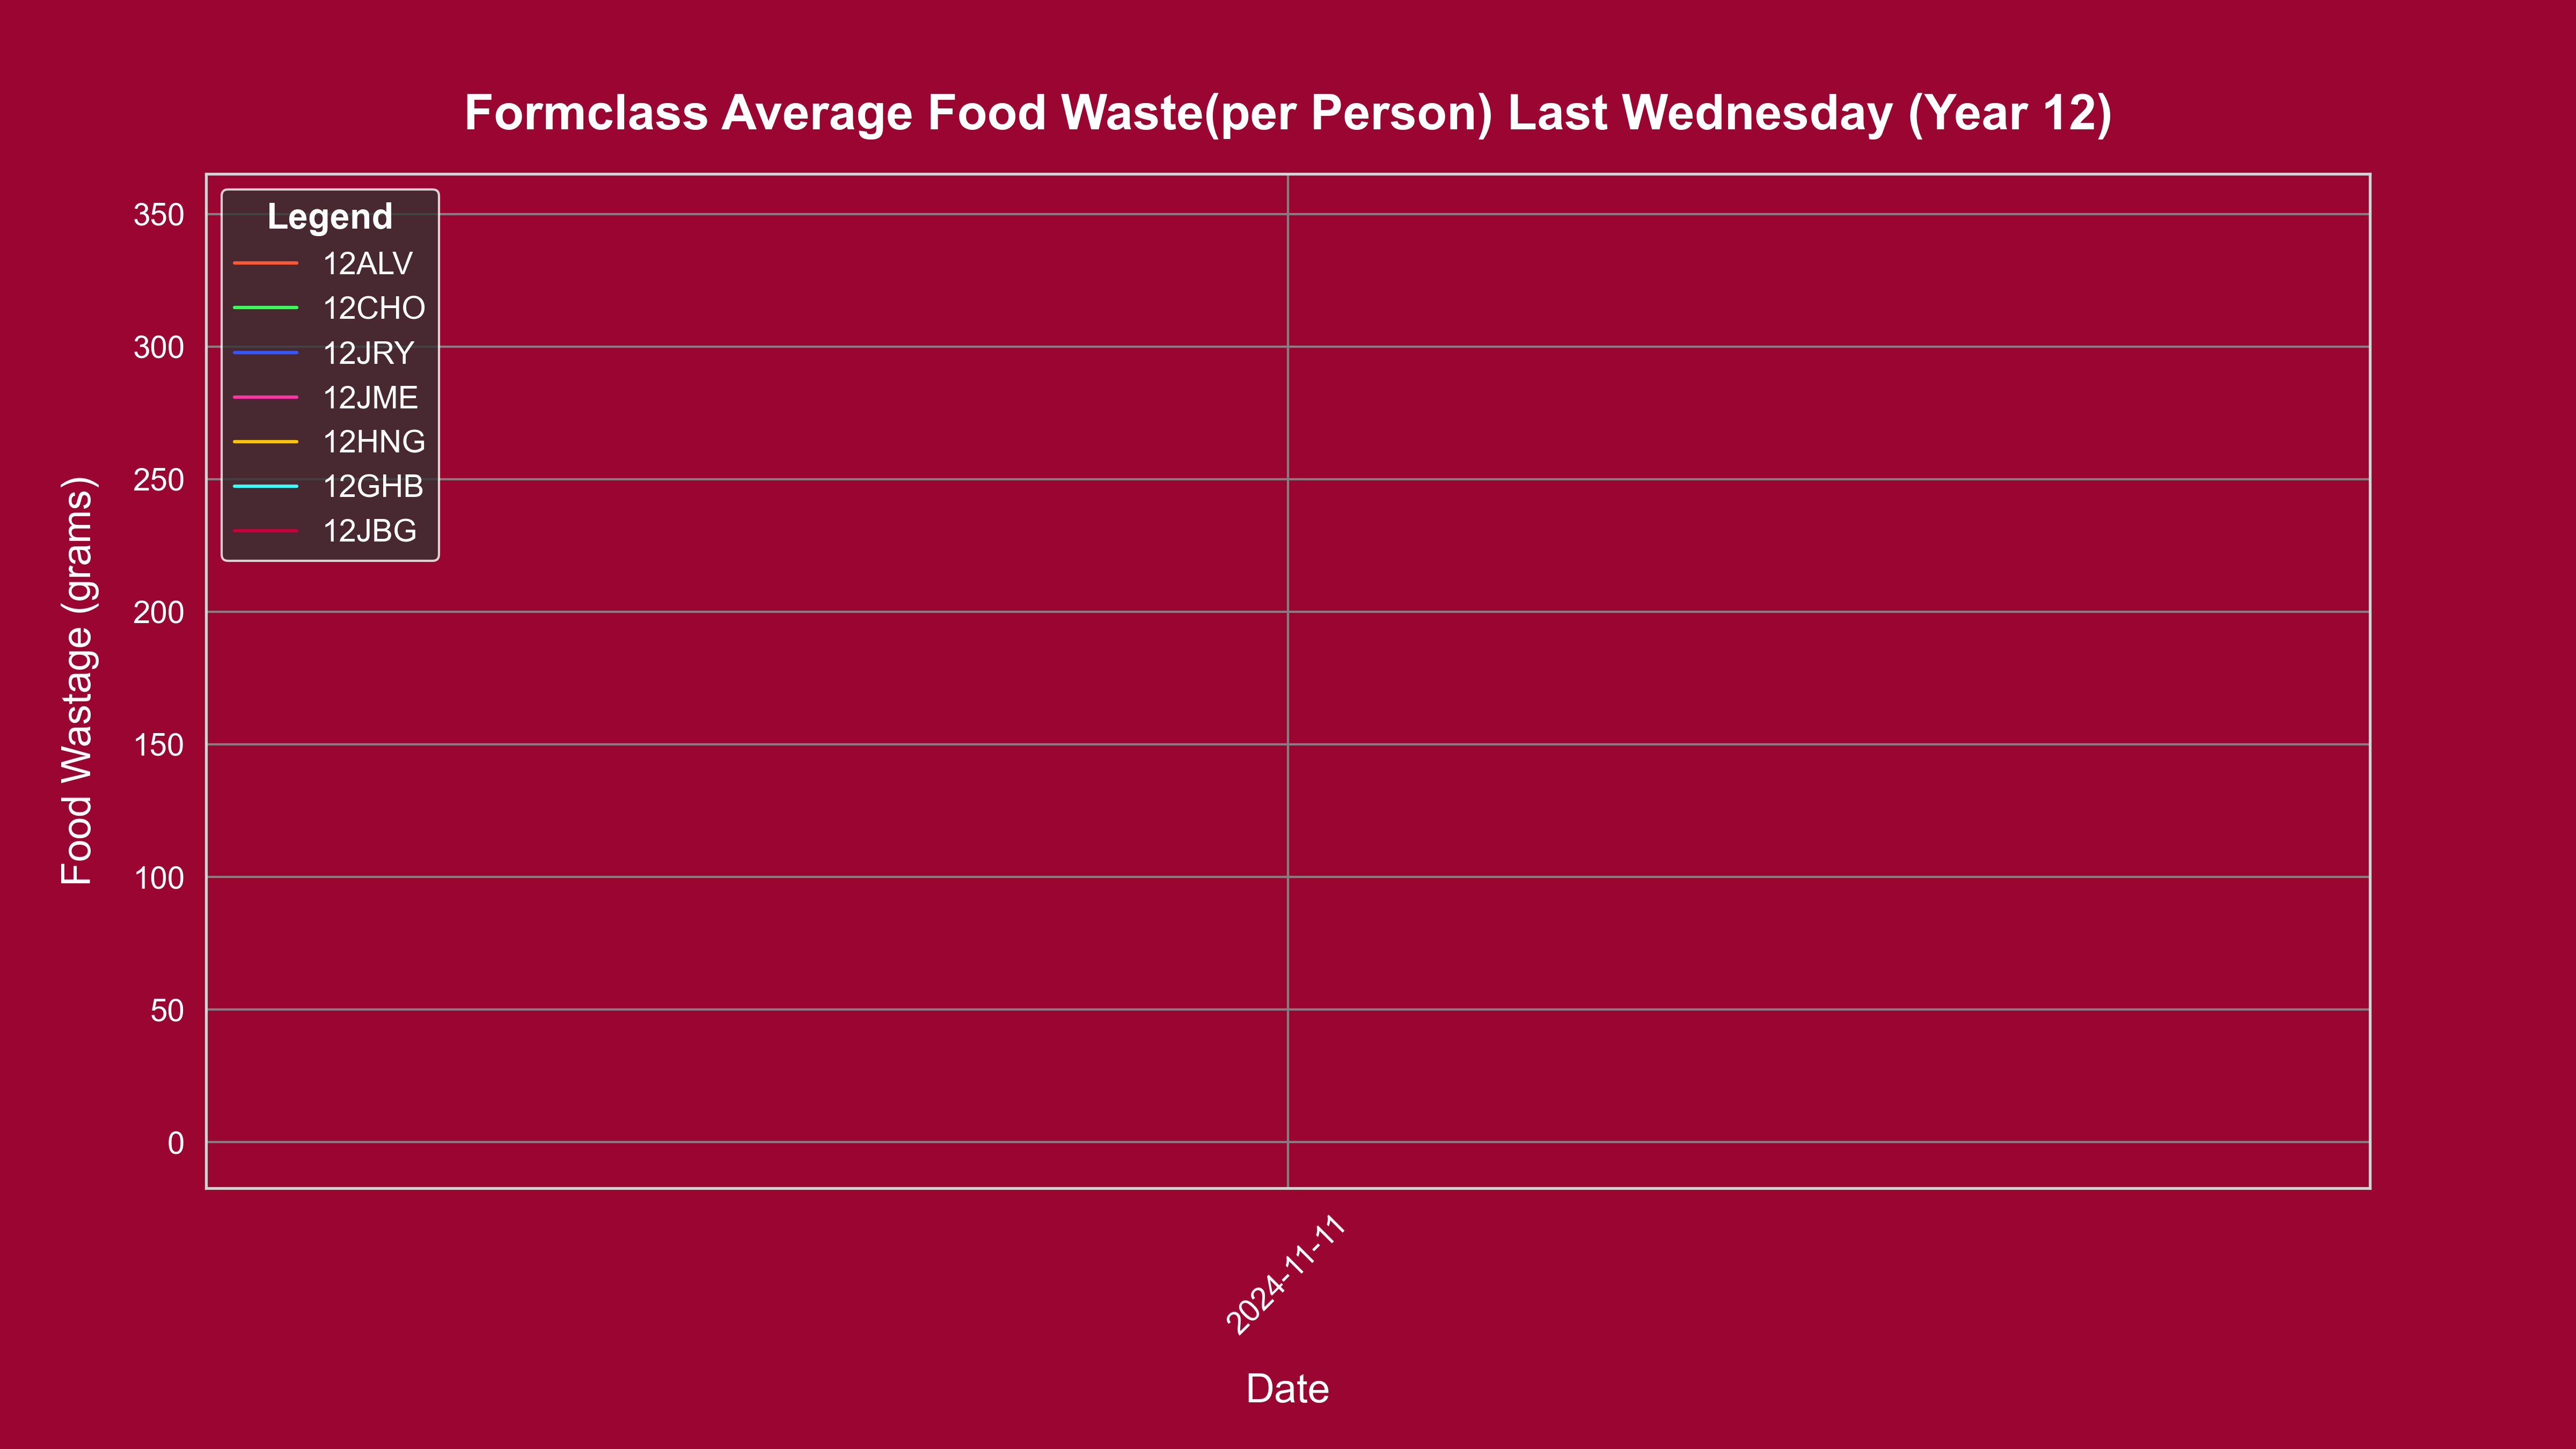 Formclass Average Food Waste(per Person) Last Wednesday (Year 12)
Legend
12ALV
12CHO
12JRY
12JME
12HNG
12GHB
12JBG
Food Wastage (grams)
350
300
250
200
150
100
50
0
2024-11-11
Date